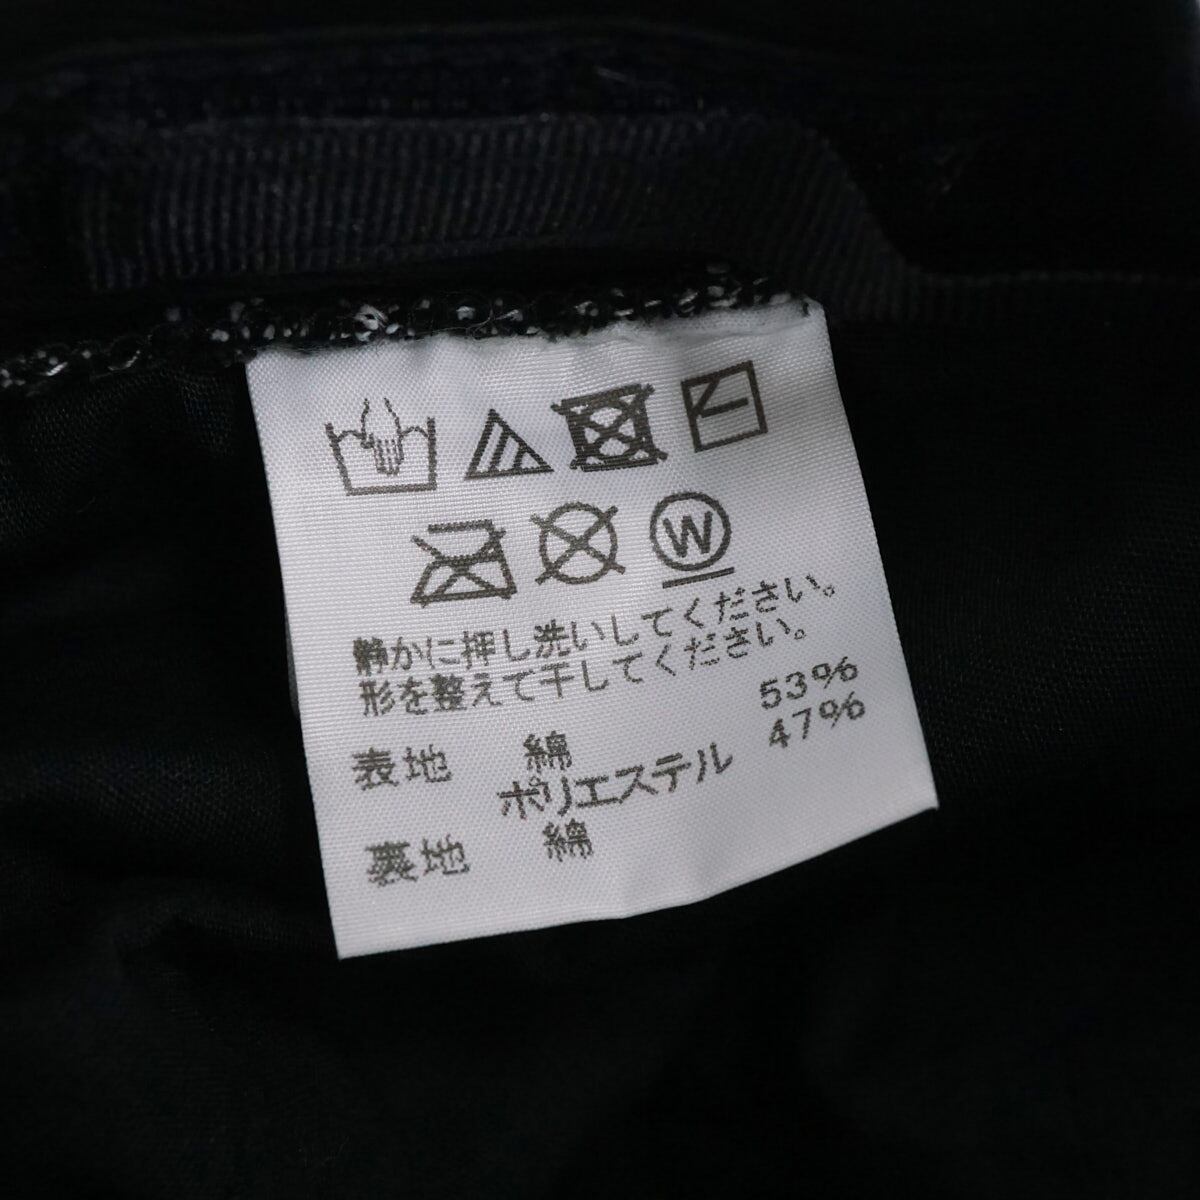 W
静かに押し洗いしてください。
形を整えて干してください。
表地 綿 53%
ポリエステル 47%
裏地 綿